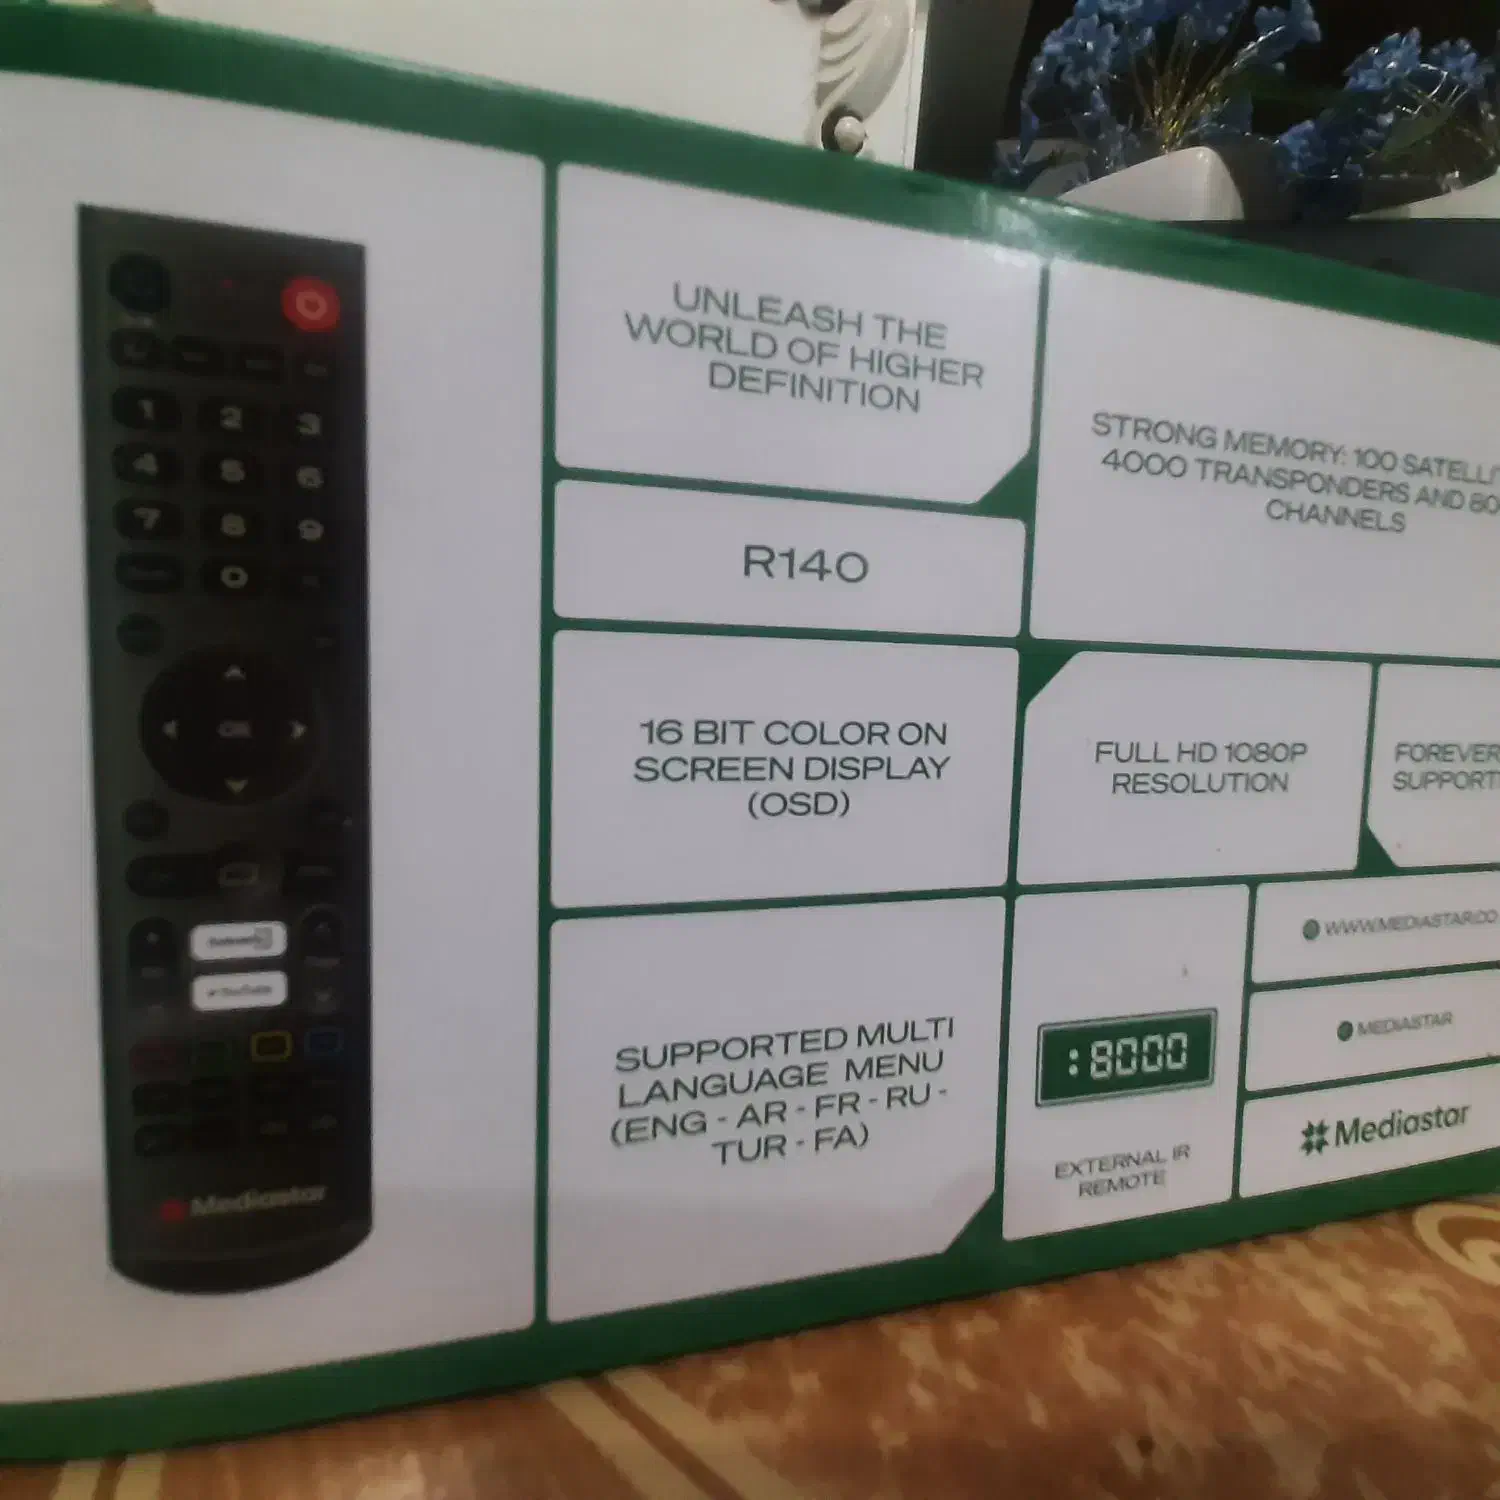 1 2 3
4 5 6
7 8 9
0
OK
YouTube
Mediastar
UNLEASH THE
WORLD OF HIGHER
DEFINITION
R140
16 BIT COLOR ON
SCREEN DISPLAY
(OSD)
SUPPORTED MULTI
LANGUAGE MENU
(ENG - AR - FR - RU -
TUR - FA)
STRONG MEMORY: 100
4000 TRANSPONDERS AND
CHANNELS
FULL HD 1080P
RESOLUTION
FOREVER
:8000
EXTERNAL IR
REMOTE
MEDIASTAR
Mediastar